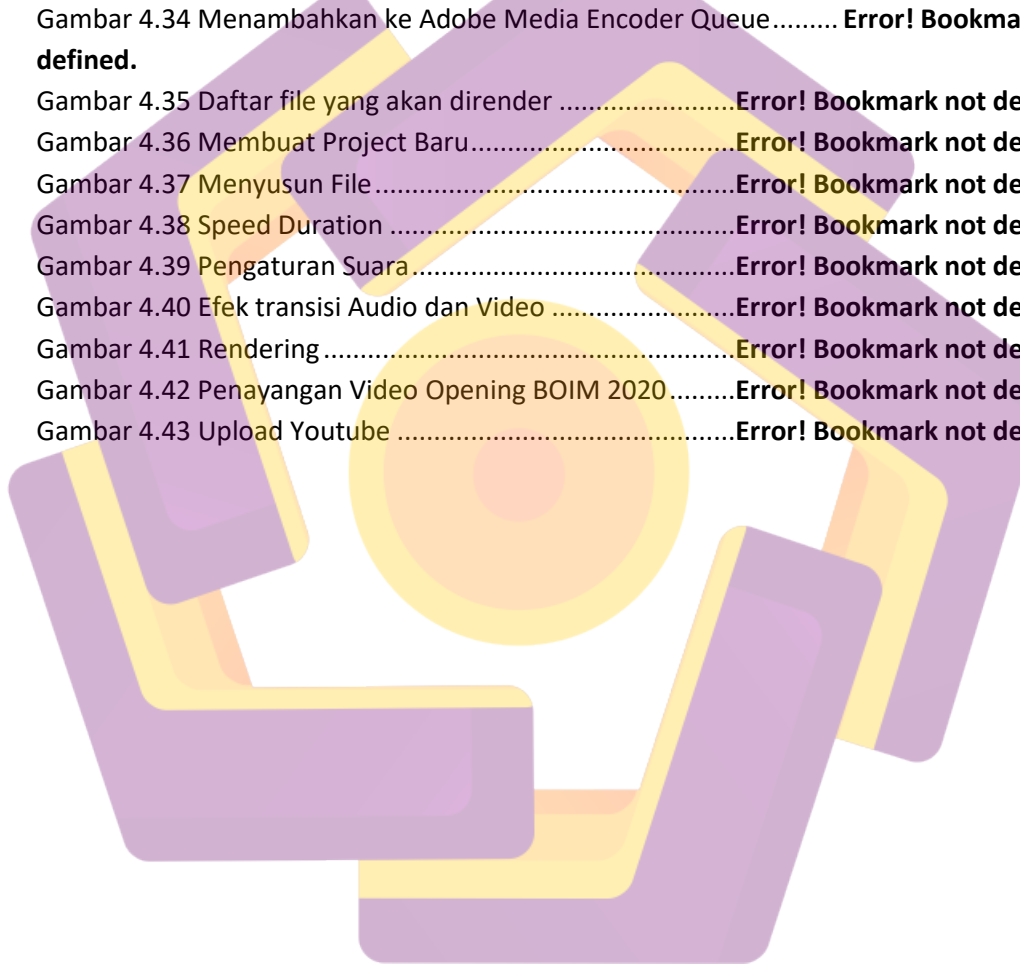 Gambar 4.34 Menambahkan ke Adobe Media Encoder Queue......... Error! Bookma
defined.
Gambar 4.35 Daftar file yang akan dirender ........................Error! Bookmark not de
Gambar 4.36 Membuat Project Baru....................................Error! Bookmark not de
Gambar 4.37 Menyusun File.................................................Error! Bookmark not de
Gambar 4.38 Speed Duration ...............................................Error! Bookmark not de
Gambar 4.39 Pengaturan Suara............................................Error! Bookmark not de
Gambar 4.40 Efek transisi Audio dan Video .........................Error! Bookmark not de
Gambar 4.41 Rendering ........................................................Error! Bookmark not de
Gambar 4.42 Penayangan Video Opening BOIM 2020.........Error! Bookmark not de
Gambar 4.43 Upload Youtube ..............................................Error! Bookmark not de